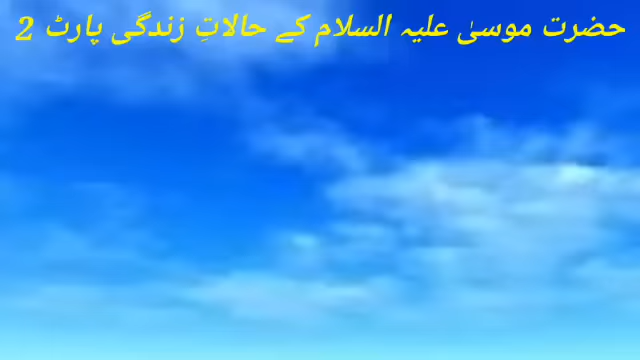 حضرت موسیٰ علیہ السلام کے حالاتِ زندگی پارٹ 2